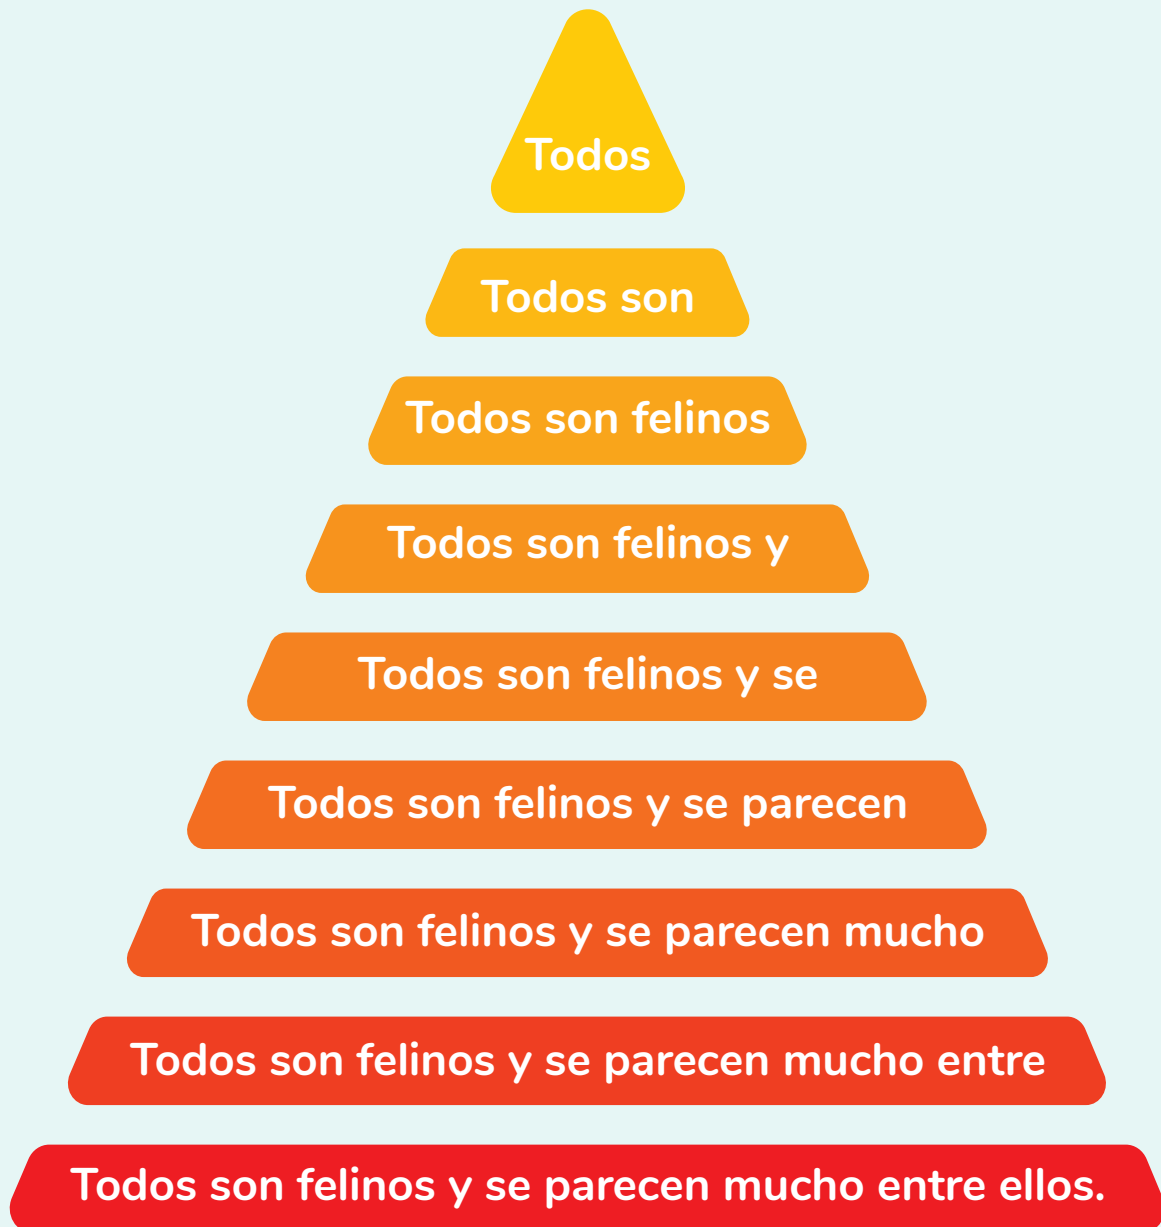 Todos
Todos son
Todos son felinos
Todos son felinos y
Todos son felinos y se
Todos son felinos y se parecen
Todos son felinos y se parecen mucho
Todos son felinos y se parecen mucho entre
Todos son felinos y se parecen mucho entre ellos.